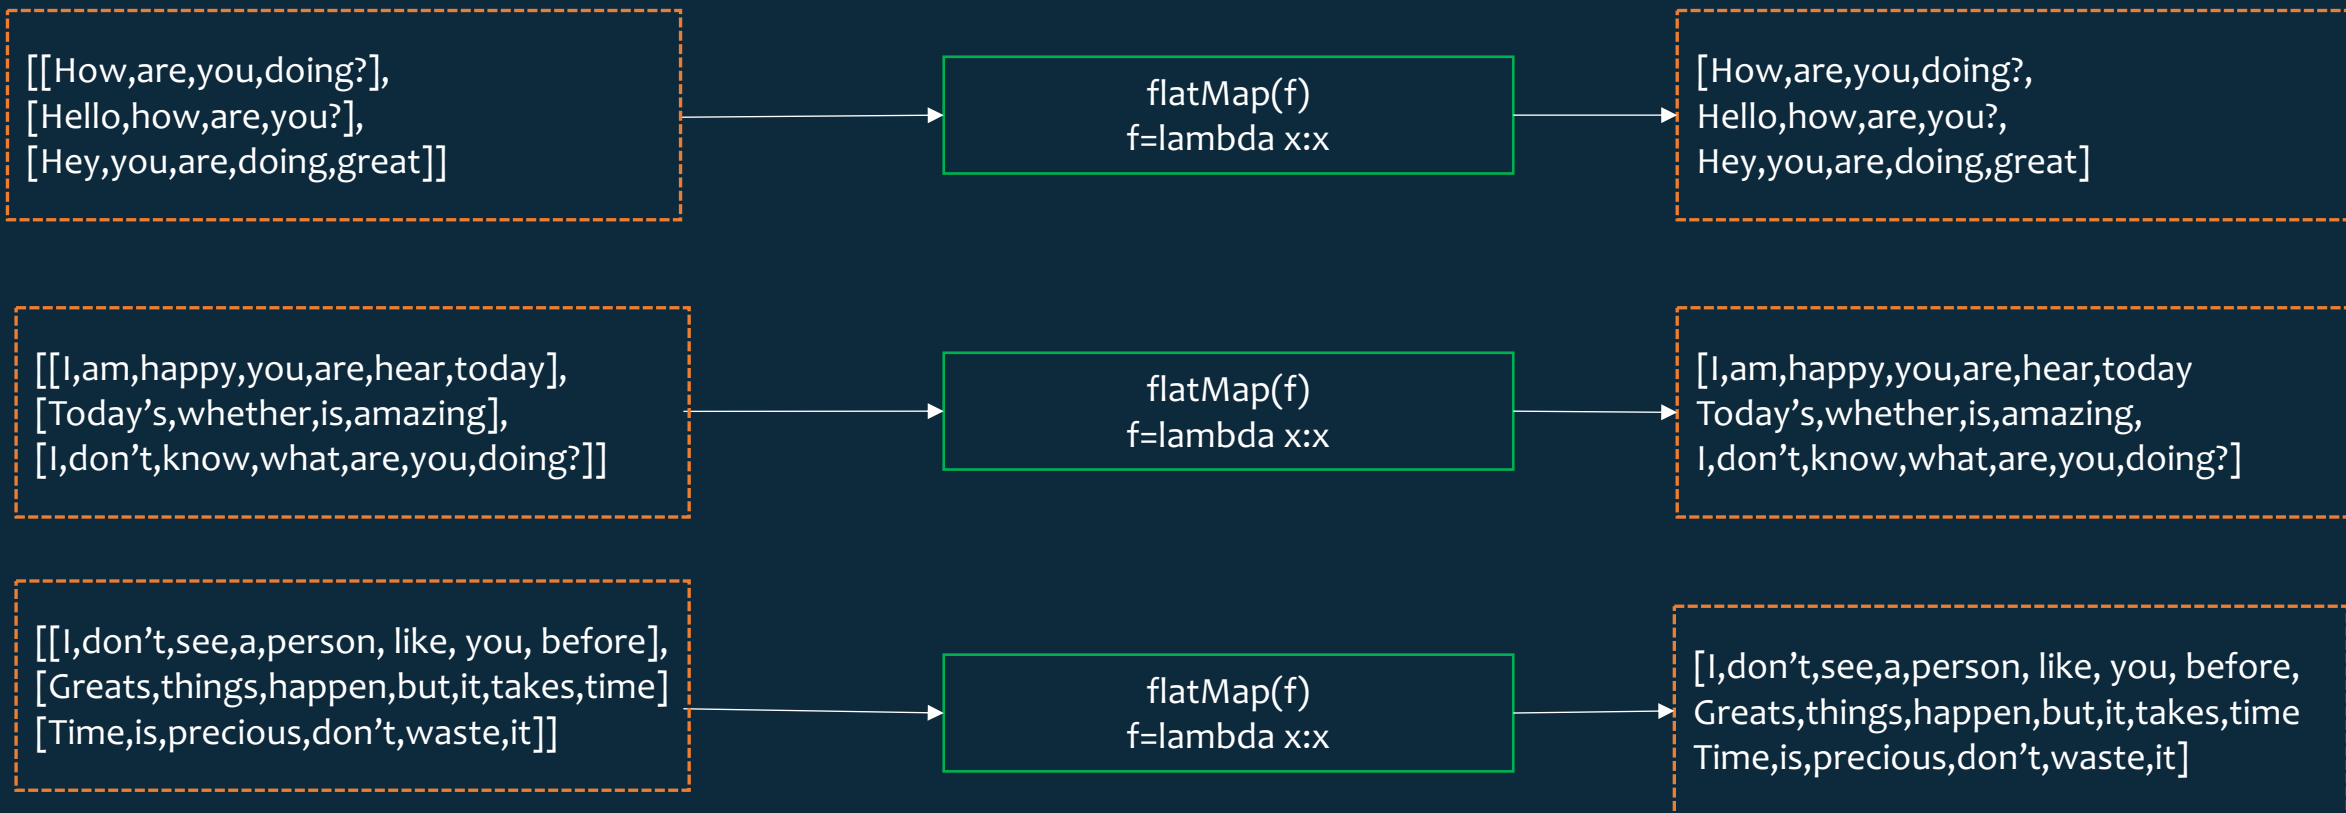 [[How,are,you,doing?],
[Hello,how,are,you?],
[Hey,you,are,doing,great]]
flatMap(f)
f=lambda x:x
[How,are,you,doing?,
Hello,how,are,you?,
Hey,you,are,doing,great]
[[I,am,happy,you,are,hear,today],
[Today’s,whether,is,amazing],
[I,don’t,know,what,are,you,doing?]]
flatMap(f)
f=lambda x:x
[I,am,happy,you,are,hear,today
Today’s,whether,is,amazing,
I,don’t,know,what,are,you,doing?]
[[I,don’t,see,a,person, like, you, before],
[Greats,things,happen,but,it,takes,time]
[Time,is,precious,don’t,waste,it]]
flatMap(f)
f=lambda x:x
[I,don’t,see,a,person, like, you, before,
Greats,things,happen,but,it,takes,time
Time,is,precious,don’t,waste,it]